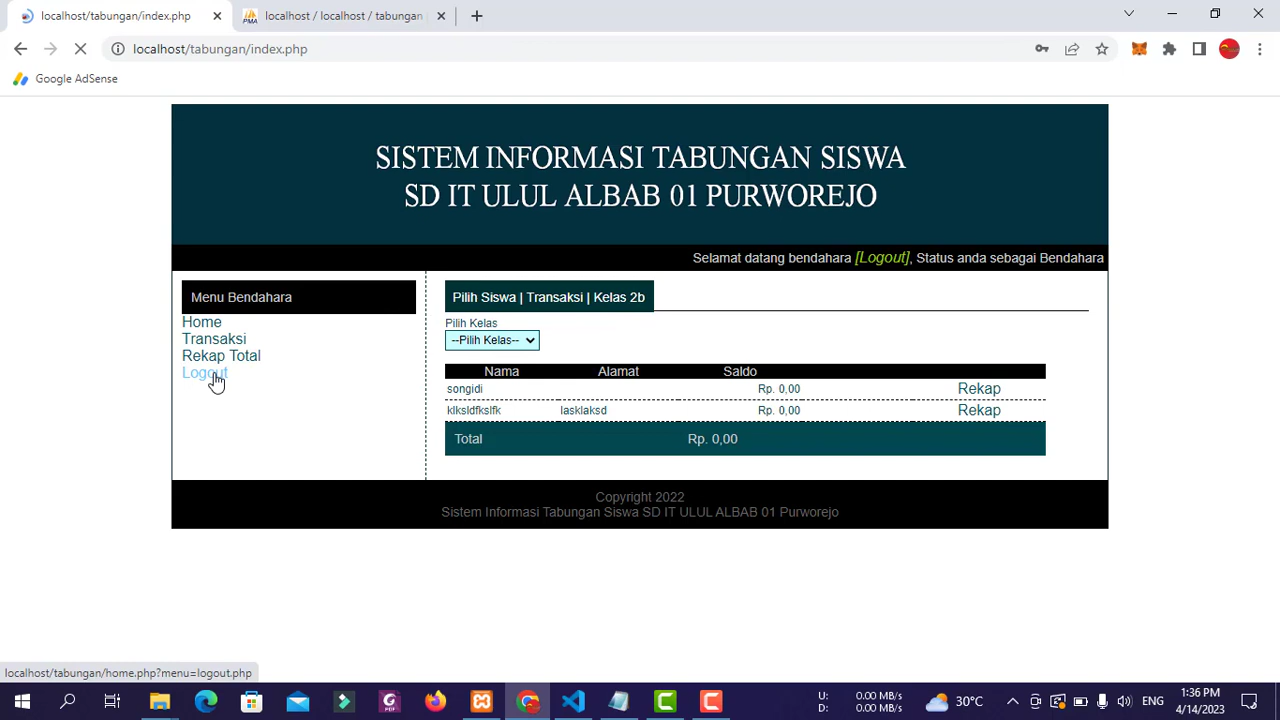 localhost/tabungan/index.php
localhost / localhost / tabungan
localhost/tabungan/index.php
Google AdSense
SISTEM INFORMASI TABUNGAN SISWA
SD IT ULUL ALBAB 01 PURWOREJO
Selamat datang bendahara [Logout], Status anda sebagai Bendahara
Menu Bendahara
Home
Transaksi
Rekap Total
Logout
Pilih Siswa | Transaksi | Kelas 2b
Pilih Kelas
--Pilih Kelas--
Nama Alamat Saldo
songidi Rp. 0,00 Rekap
klksldfkslfk lasklaksd Rp. 0,00 Rekap
Total Rp. 0,00
Copyright 2022
Sistem Informasi Tabungan Siswa SD IT ULUL ALBAB 01 Purworejo
localhost/tabungan/home.php?menu=logout.php
U: 0.00 MB/s
D: 0.00 MB/s
30°C
ENG
1:36 PM
4/14/2023